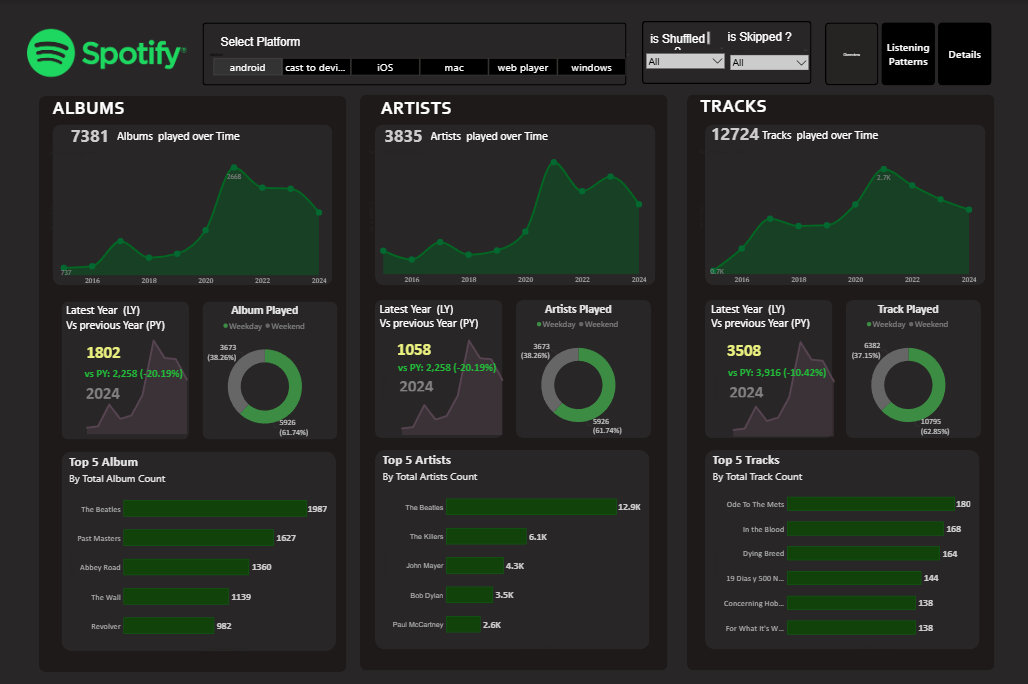 Spotify
Select Platform
android
cast to devi...
iOS
mac
web player
windows
is Shuffled
All
is Skipped ?
All
Overview
Listening
Patterns
Details
ALBUMS
7381 Albums played over Time
2668
717
2016
2018
2020
2022
2024
Latest Year (LY)
Vs previous Year (PY)
1802
vs PY: 2,258 (-20.19%)
2024
Album Played
Weekday Weekend
3673
(38.26%)
5926
(61.74%)
Top 5 Album
By Total Album Count
The Beatles 1987
Past Masters 1627
Abbey Road 1360
The Wall 1139
Revolver 982
ARTISTS
3835 Artists played over Time
2016
2018
2020
2022
2024
Latest Year (LY)
Vs previous Year (PY)
1058
vs PY: 2,258 (-20.19%)
2024
Artists Played
Weekday Weekend
3673
(38.26%)
5926
(61.74%)
Top 5 Artists
By Total Artists Count
The Beatles 12.9K
The Killers 6.1K
John Mayer 4.3K
Bob Dylan 3.5K
Paul McCartney 2.6K
TRACKS
12724 Tracks played over Time
2.7K
0.7K
2016
2018
2020
2022
2024
Latest Year (LY)
Vs previous Year (PY)
3508
vs PY: 3,916 (-10.42%)
2024
Track Played
Weekday Weekend
6382
(37.15%)
10795
(62.85%)
Top 5 Tracks
By Total Track Count
Ode To The Mets 180
In the Blood 168
Dying Breed 164
19 Dias y 500 N... 144
Concerning Hob... 138
For What It's W... 138